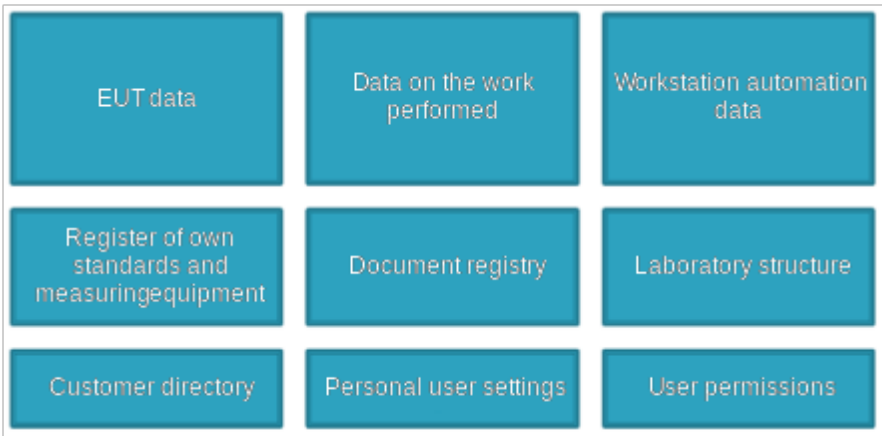 EUT data
Data on the work
performed
Workstation automation
data
Register of own
standards and
measuringequipment
Document registry
Laboratory structure
Customer directory
Personal user settings
User permissions